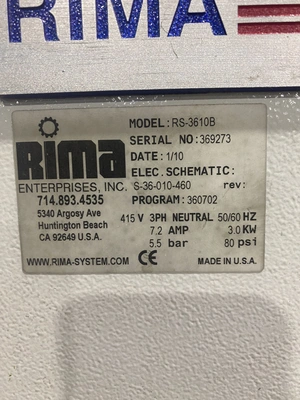 RIMA
MODEL: RS-3610B
SERIAL NO: 369273
DATE: 1/10
Rima
ELEC. SCHEMATIC:
ENTERPRISES, INC. S-36-010-460 rev:
714.893.4535 PROGRAM: 360702
5340 Argosy Ave
Huntington Beach
CA 92649 U.S.A.
415 V 3PH NEUTRAL 50/60 HZ
7.2 AMP 3.0 KW
5.5 bar 80 psi
WWW.RIMA-SYSTEM.COM CE MADE IN U.S.A.